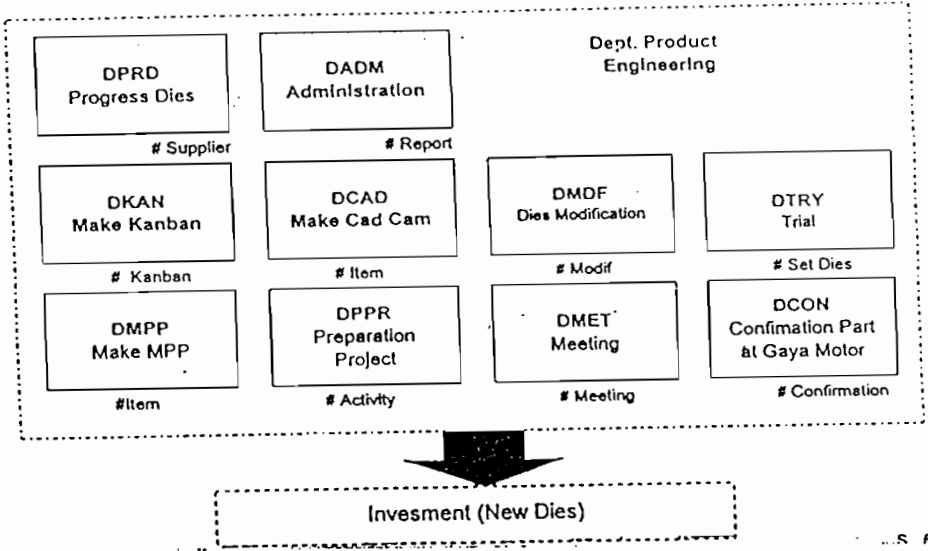 DPRD
Progress Dies
# Supplier
DADM
Administration
# Report
Dept. Product
Engineering
DKAN
Make Kanban
# Kanban
DCAD
Make Cad Cam
# Item
DMDF
Dies Modification
# Modif
DTRY
Trial
# Set Dies
DMPP
Make MPP
#Item
DPPR
Preparation
Project
# Activity
DMET
Meeting
# Meeting
DCON
Confimation Part
at Gaya Motor
# Confirmation
Invesment (New Dies)